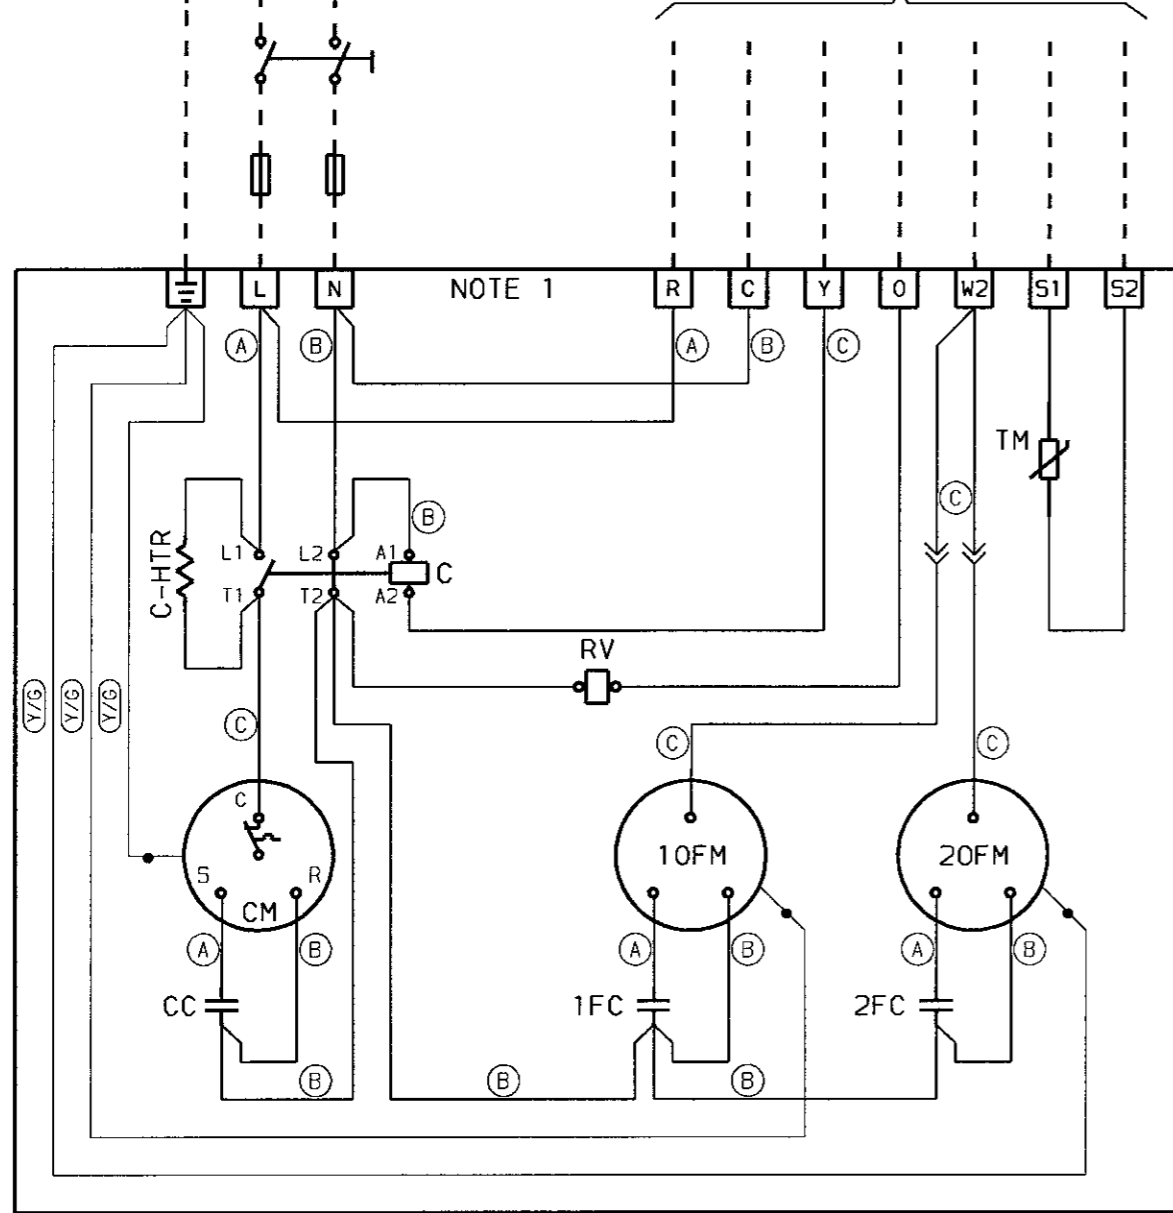 L N NOTE 1 R C Y O W2 S1 S2
A B A B C
TM
C
B
L1 L2 A1
C-HTR C
T1 T2 A2
RV
Y/G Y/G Y/G
C C C
C
10FM 20FM
S R
CM
A B A B A B
CC 1FC 2FC
B B B